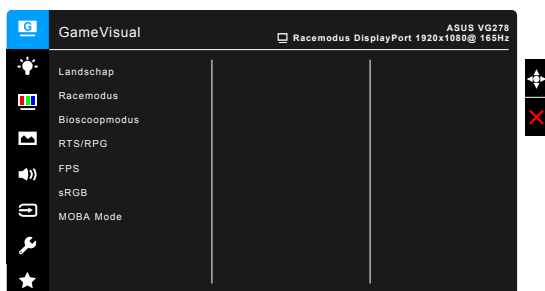 G
GameVisual
ASUS VG278
Racemodus DisplayPort 1920x1080@ 165Hz
Landschap
Racemodus
Bioscoopmodus
RTS/RPG
FPS
sRGB
MOBA Mode